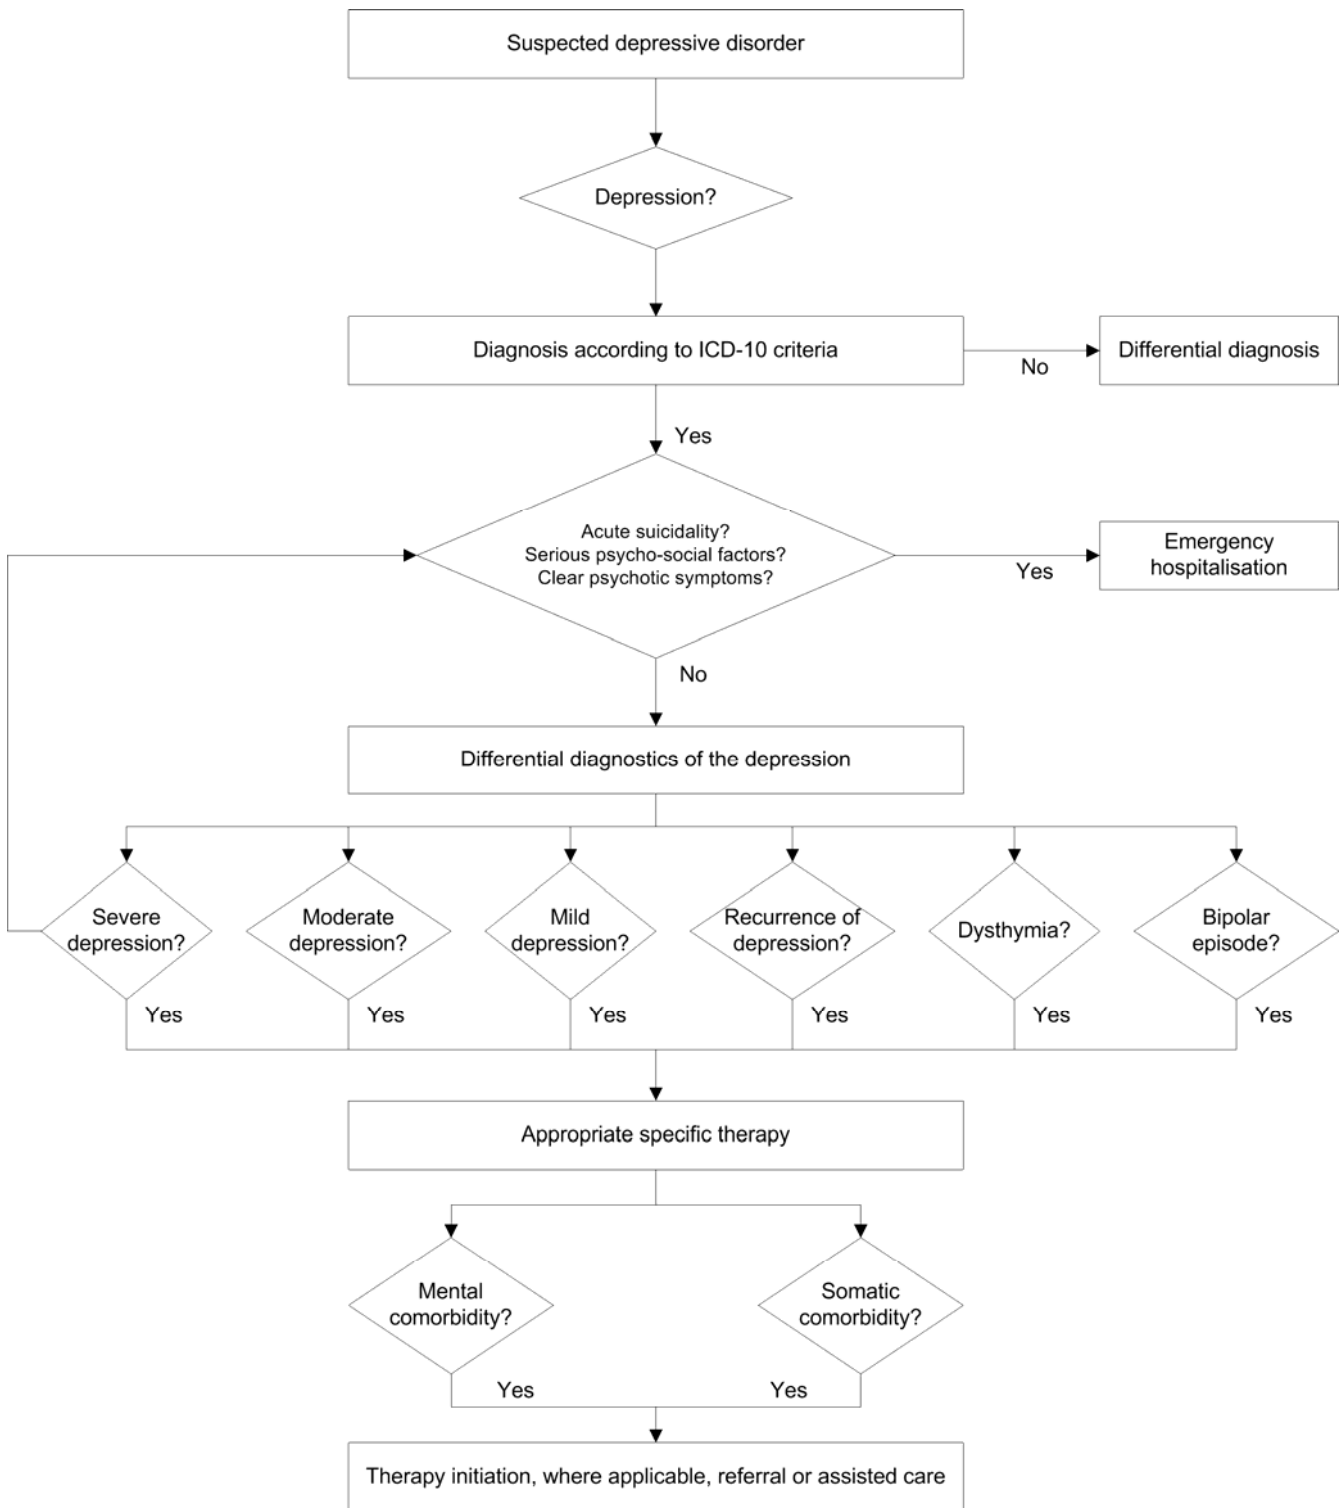 Suspected depressive disorder
Depression?
Diagnosis according to ICD-10 criteria
No
Differential diagnosis
Yes
Acute suicidality?
Serious psycho-social factors?
Clear psychotic symptoms?
Yes
Emergency
hospitalisation
No
Differential diagnostics of the depression
Severe
depression?
Moderate
depression?
Mild
depression?
Recurrence of
depression?
Dysthymia?
Bipolar
episode?
Yes
Yes
Yes
Yes
Yes
Yes
Appropriate specific therapy
Mental
comorbidity?
Somatic
comorbidity?
Yes
Yes
Therapy initiation, where applicable, referral or assisted care